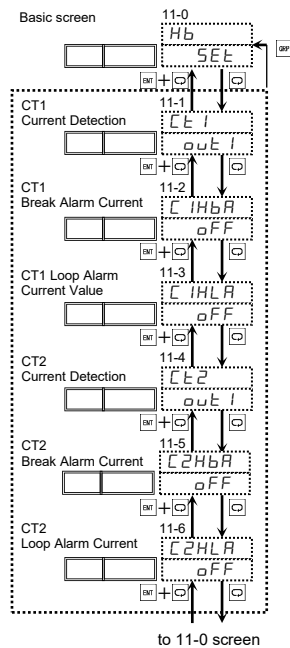 Basic screen
11-0
Hb
SEt
GRP
ENT +
CT1
Current Detection
11-1
Ct1
out1
ENT +
CT1
Break Alarm Current
11-2
C1HbA
oFF
ENT +
CT1 Loop Alarm
Current Value
11-3
C1HLA
oFF
ENT +
CT2
Current Detection
11-4
Ct2
out1
ENT +
CT2
Break Alarm Current
11-5
C2HbA
oFF
ENT +
CT2
Loop Alarm Current
11-6
C2HLA
oFF
ENT +
to 11-0 screen